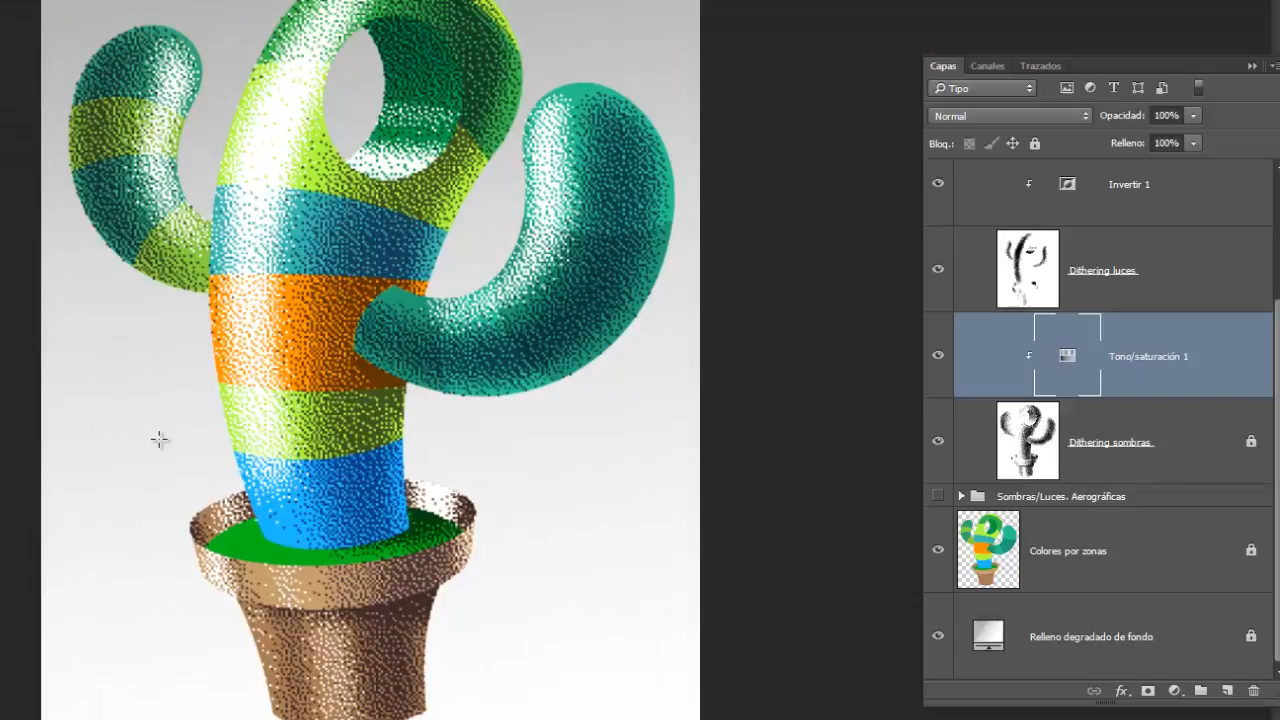 Capas Canales Trazados
Tipo
Normal Opacidad: 100%
Bloq.: Relleno: 100%
Invertir 1
Dithering luces
Tono/saturación 1
Dithering sombras
Sombras/Luces. Aerográficas
Colores por zonas
Relleno degradado de fondo
fx